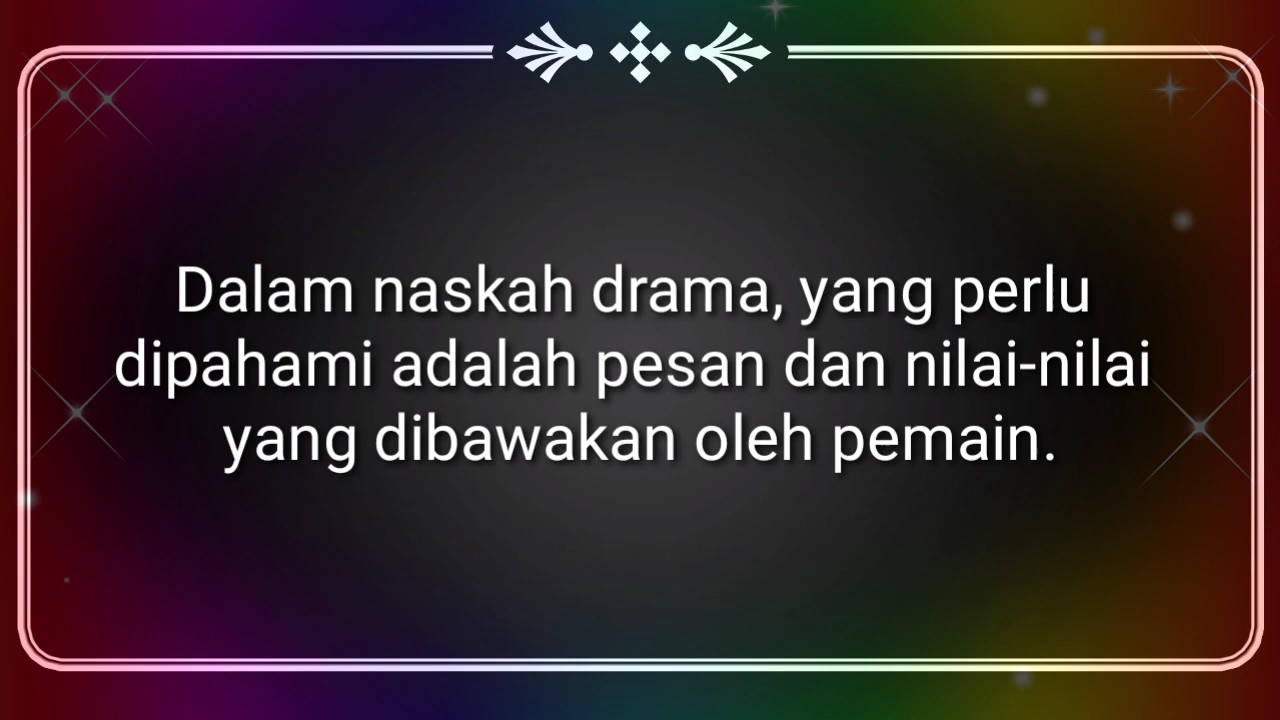 Dalam naskah drama, yang perlu
dipahami adalah pesan dan nilai-nilai
yang dibawakan oleh pemain.